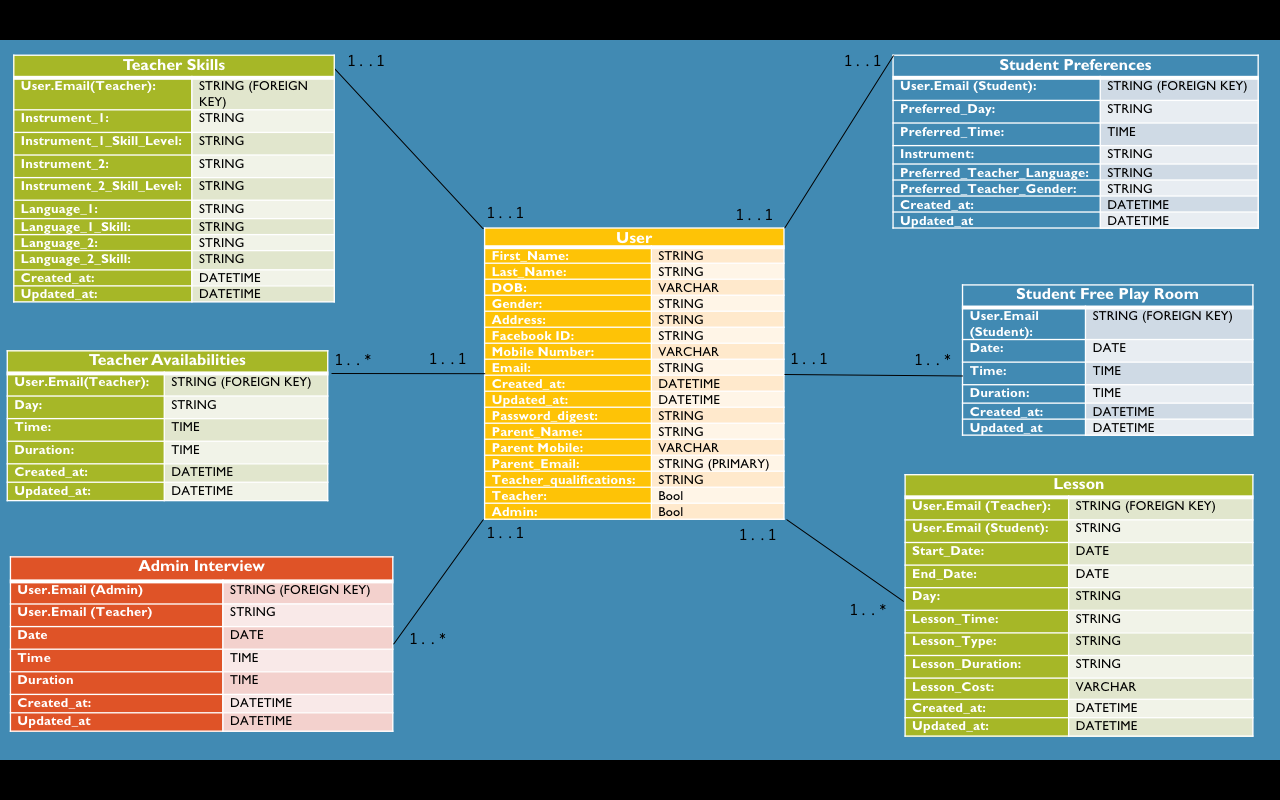 Teacher Skills
User.Email(Teacher): STRING (FOREIGN
KEY)
Instrument_1: STRING
Instrument_1_Skill_Level: STRING
Instrument_2: STRING
Instrument_2_Skill_Level: STRING
Language_1: STRING
Language_1_Skill: STRING
Language_2: STRING
Language_2_Skill: STRING
Created_at: DATETIME
Updated_at: DATETIME
1..1
1..1
Student Preferences
User.Email (Student): STRING (FOREIGN KEY)
Preferred_Day: STRING
Preferred_Time: TIME
Instrument: STRING
Preferred_Teacher_Language: STRING
Preferred_Teacher_Gender: STRING
Created_at: DATETIME
Updated_at DATETIME
1..1
1..1
User
First_Name: STRING
Last_Name: STRING
DOB: VARCHAR
Gender: STRING
Address: STRING
Facebook ID: STRING
Mobile Number: VARCHAR
Email: STRING
Created_at: DATETIME
Updated_at: DATETIME
Password_digest: STRING
Parent_Name: STRING
Parent Mobile: VARCHAR
Parent_Email: STRING (PRIMARY)
Teacher_qualifications: STRING
Teacher: Bool
Admin: Bool
Student Free Play Room
User.Email
(Student): STRING (FOREIGN KEY)
Date: DATE
Time: TIME
Duration: TIME
Created_at: DATETIME
Updated_at DATETIME
1..1
1..*
Teacher Availabilities
User.Email(Teacher): STRING (FOREIGN KEY)
Day: STRING
Time: TIME
Duration: TIME
Created_at: DATETIME
Updated_at: DATETIME
1..*
1..1
Lesson
User.Email (Teacher): STRING (FOREIGN KEY)
User.Email (Student): STRING
Start_Date: DATE
End_Date: DATE
Day: STRING
Lesson_Time: STRING
Lesson_Type: STRING
Lesson_Duration: STRING
Lesson_Cost: VARCHAR
Created_at: DATETIME
Updated_at: DATETIME
1..1
1..*
Admin Interview
User.Email (Admin) STRING (FOREIGN KEY)
User.Email (Teacher) STRING
Date DATE
Time TIME
Duration TIME
Created_at: DATETIME
Updated_at DATETIME
1..1
1..*